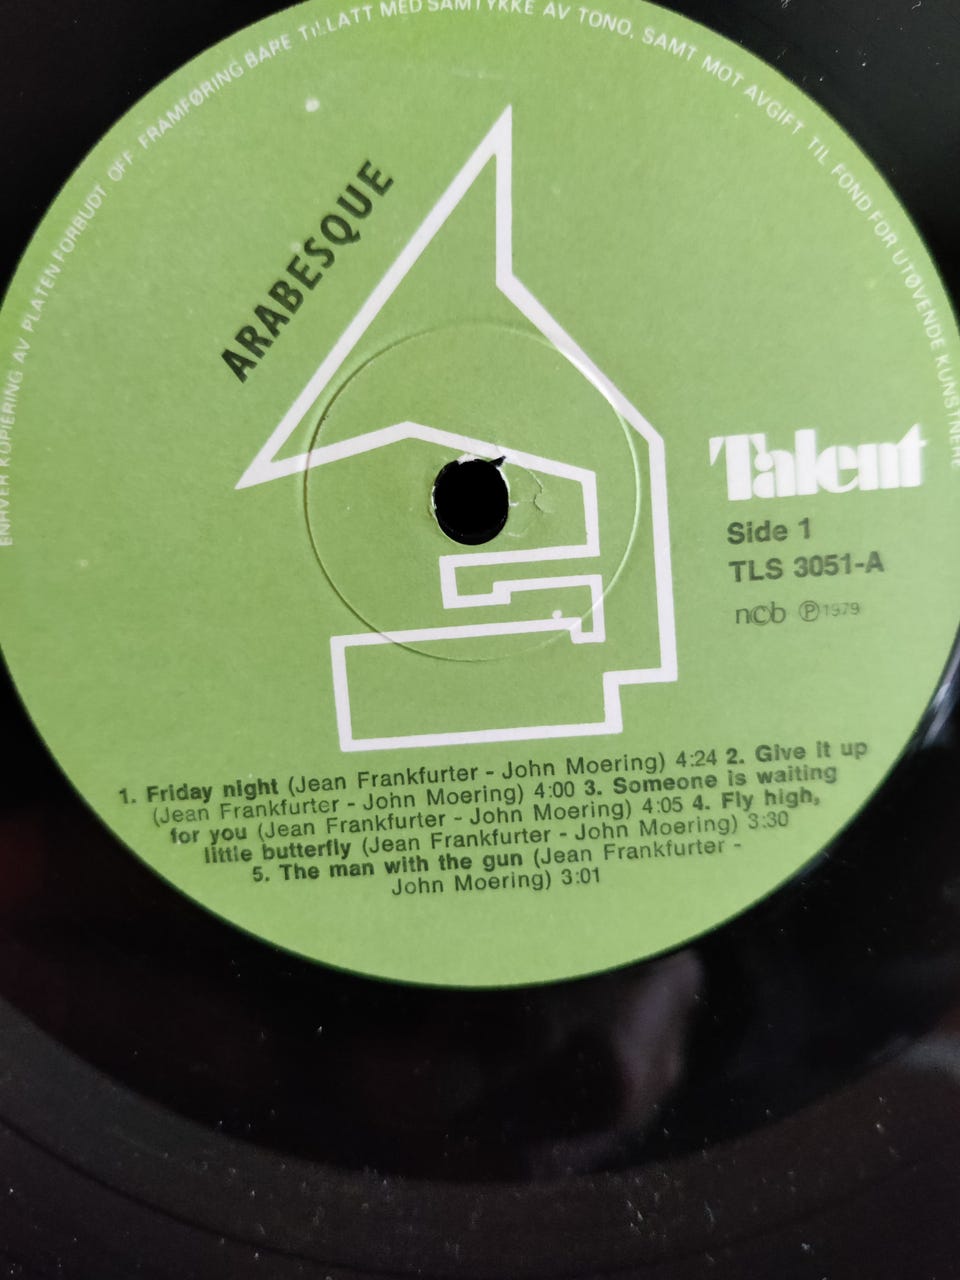 ENHVER KOPIERING AV PLATEN FORBUDT. OFF. FRAMFØRING BARE TILLATT MED SAMTYKKE AV TONO, SAMT MOT AVGIFT TIL FOND FOR UTØVENDE KUNSTNERE
ARABESQUE
Talent
Side 1
TLS 3051-A
ncb Ⓟ1979
1. Friday night (Jean Frankfurter - John Moering) 4:24 2. Give it up
(Jean Frankfurter - John Moering) 4:00 3. Someone is waiting
for you (Jean Frankfurter - John Moering) 4:05 4. Fly high,
little butterfly (Jean Frankfurter - John Moering) 3:30
5. The man with the gun (Jean Frankfurter -
John Moering) 3:01